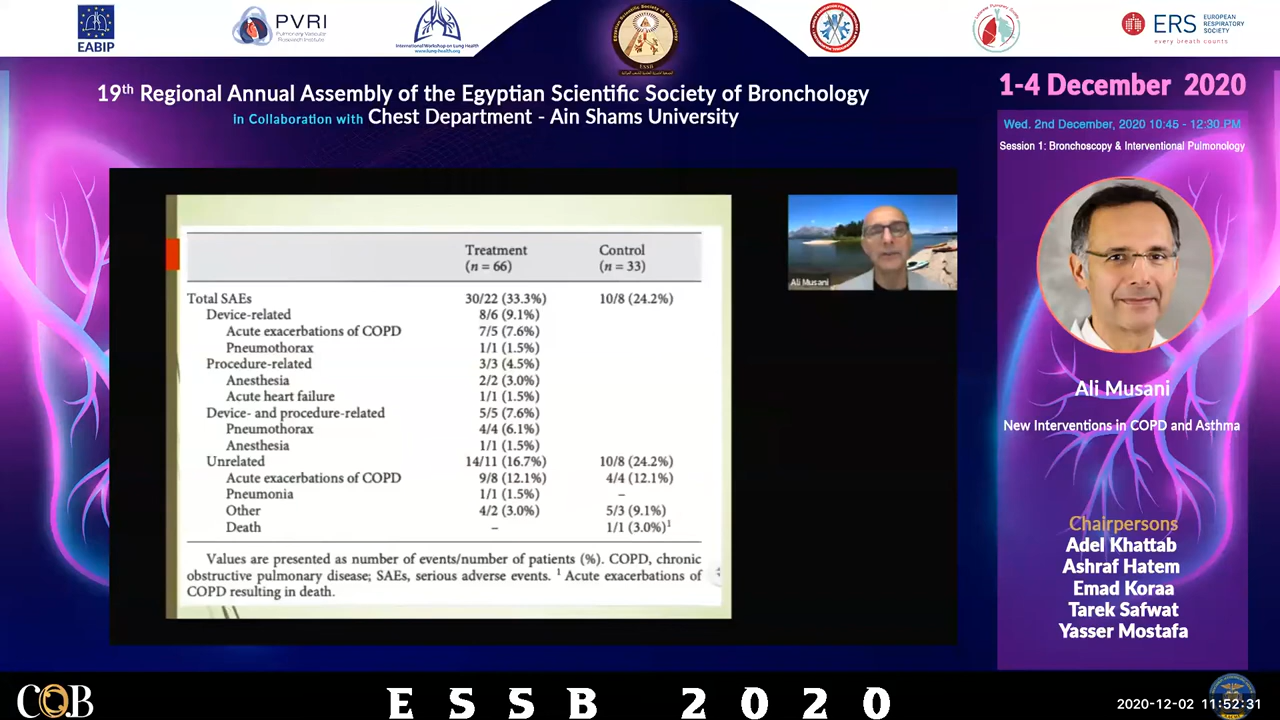 EABIP
PVRI
Pulmonary Vascular
Research Institute
International Workshop on Lung Health
www.lung-health.org
ESSB
ERS
EUROPEAN
RESPIRATORY
SOCIETY
every breath counts
19th Regional Annual Assembly of the Egyptian Scientific Society of Bronchology
in Collaboration with Chest Department - Ain Shams University
1-4 December 2020
Wed. 2nd December, 2020 10:45 - 12:30 PM
Session 1: Bronchoscopy & Interventional Pulmonology
Treatment Control
(n = 66) (n = 33)
Total SAEs 30/22 (33.3%) 10/8 (24.2%)
Device-related 8/6 (9.1%)
Acute exacerbations of COPD 7/5 (7.6%)
Pneumothorax 1/1 (1.5%)
Procedure-related 3/3 (4.5%)
Anesthesia 2/2 (3.0%)
Acute heart failure 1/1 (1.5%)
Device- and procedure-related 5/5 (7.6%)
Pneumothorax 4/4 (6.1%)
Anesthesia 1/1 (1.5%)
Unrelated 14/11 (16.7%) 10/8 (24.2%)
Acute exacerbations of COPD 9/8 (12.1%) 4/4 (12.1%)
Pneumonia 1/1 (1.5%) –
Other 4/2 (3.0%) 5/3 (9.1%)
Death – 1/1 (3.0%)¹
Values are presented as number of events/number of patients (%). COPD, chronic
obstructive pulmonary disease; SAEs, serious adverse events. ¹ Acute exacerbations of
COPD resulting in death.
Ali Musani
Ali Musani
New Interventions in COPD and Asthma
Chairpersons
Adel Khattab
Ashraf Hatem
Emad Koraa
Tarek Safwat
Yasser Mostafa
COB
ESSB 2020
2020-12-02 11:52:31